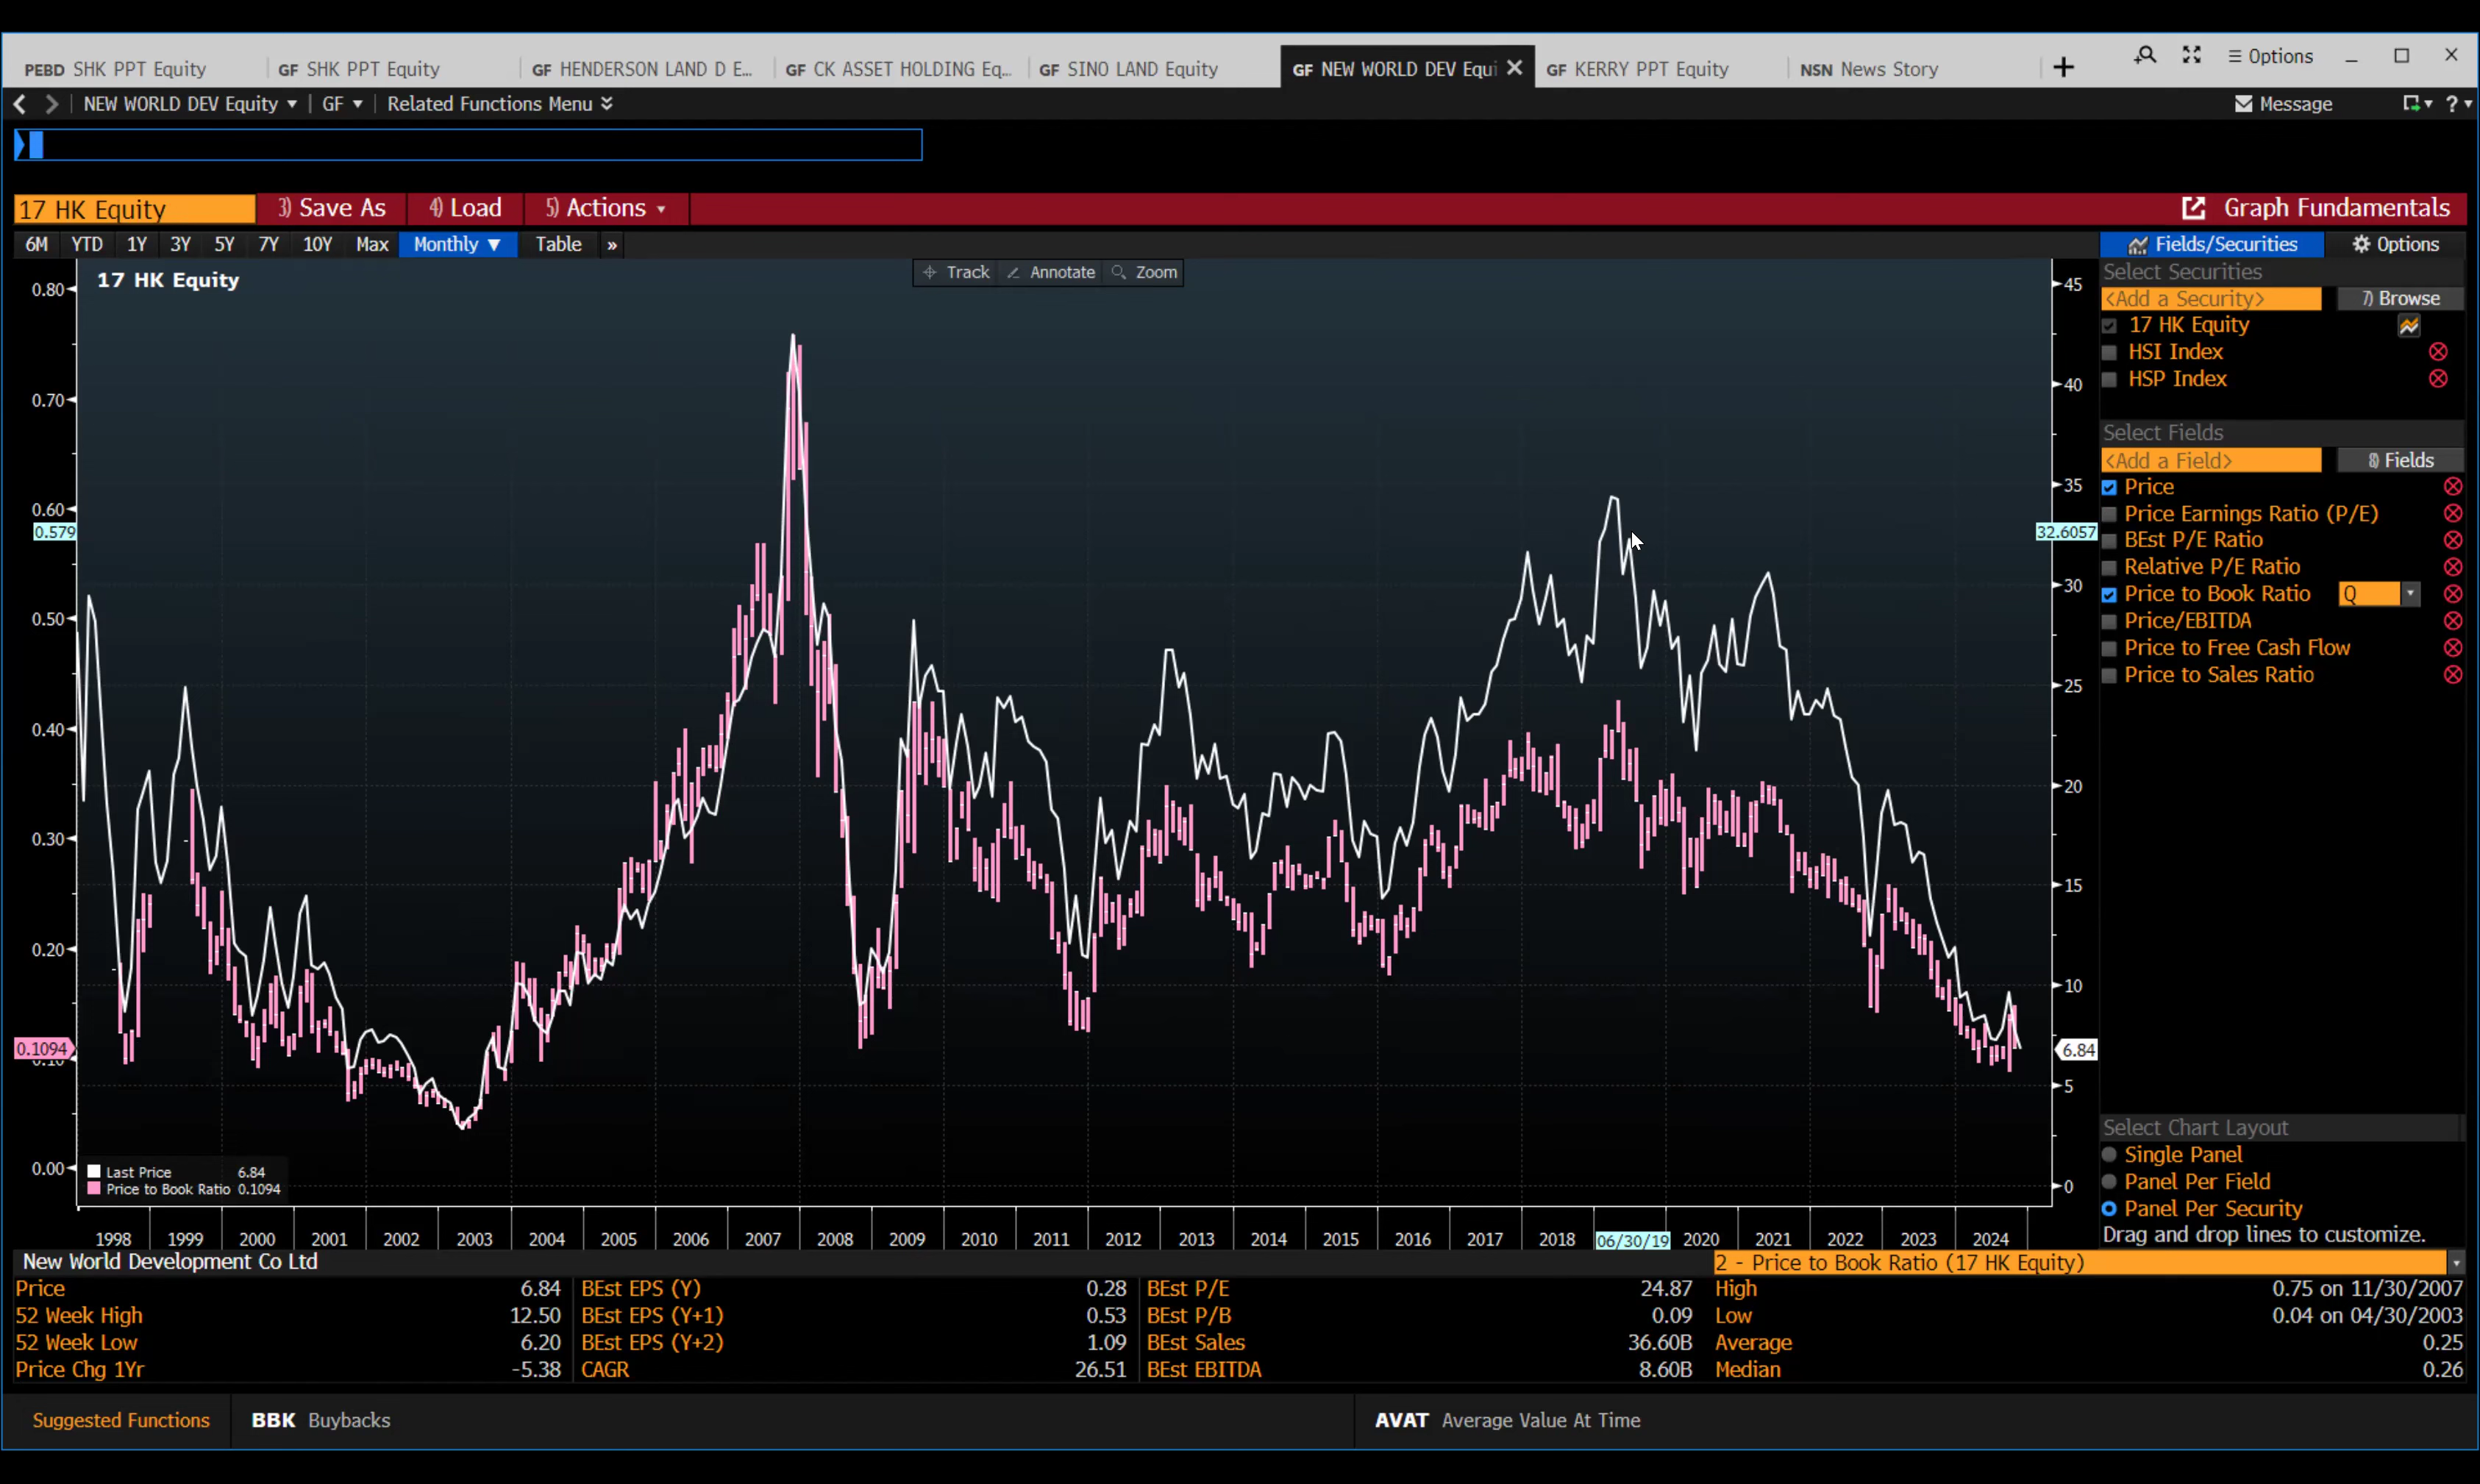 PEBD SHK PPT Equity
GF SHK PPT Equity
GF HENDERSON LAND D E...
GF CK ASSET HOLDING Eq...
GF SINO LAND Equity
GF NEW WORLD DEV Equi
GF KERRY PPT Equity
NSN News Story
Options
NEW WORLD DEV Equity
GF
Related Functions Menu
Message
?
17 HK Equity
3) Save As
4) Load
5) Actions
Graph Fundamentals
6M YTD 1Y 3Y 5Y 7Y 10Y Max Monthly ▼ Table »
Fields/Securities
Options
17 HK Equity
Track Annotate Zoom
0.80
0.70
0.60
0.579
0.50
0.40
0.30
0.20
0.1094
0.10
0.00
45
40
35
32.6057
30
25
20
15
10
6.84
5
0
Last Price 6.84
Price to Book Ratio 0.1094
1998 1999 2000 2001 2002 2003 2004 2005 2006 2007 2008 2009 2010 2011 2012 2013 2014 2015 2016 2017 2018 06/30/19 2020 2021 2022 2023 2024
Select Securities
<Add a Security>
7) Browse
17 HK Equity
HSI Index
HSP Index
Select Fields
<Add a Field>
8) Fields
Price
Price Earnings Ratio (P/E)
BEst P/E Ratio
Relative P/E Ratio
Price to Book Ratio Q
Price/EBITDA
Price to Free Cash Flow
Price to Sales Ratio
Select Chart Layout
Single Panel
Panel Per Field
Panel Per Security
Drag and drop lines to customize.
New World Development Co Ltd
2 - Price to Book Ratio (17 HK Equity)
Price 6.84 BEst EPS (Y) 0.28 BEst P/E 24.87 High 0.75 on 11/30/2007
52 Week High 12.50 BEst EPS (Y+1) 0.53 BEst P/B 0.09 Low 0.04 on 04/30/2003
52 Week Low 6.20 BEst EPS (Y+2) 1.09 BEst Sales 36.60B Average 0.25
Price Chg 1Yr -5.38 CAGR 26.51 BEst EBITDA 8.60B Median 0.26
Suggested Functions
BBK Buybacks
AVAT Average Value At Time